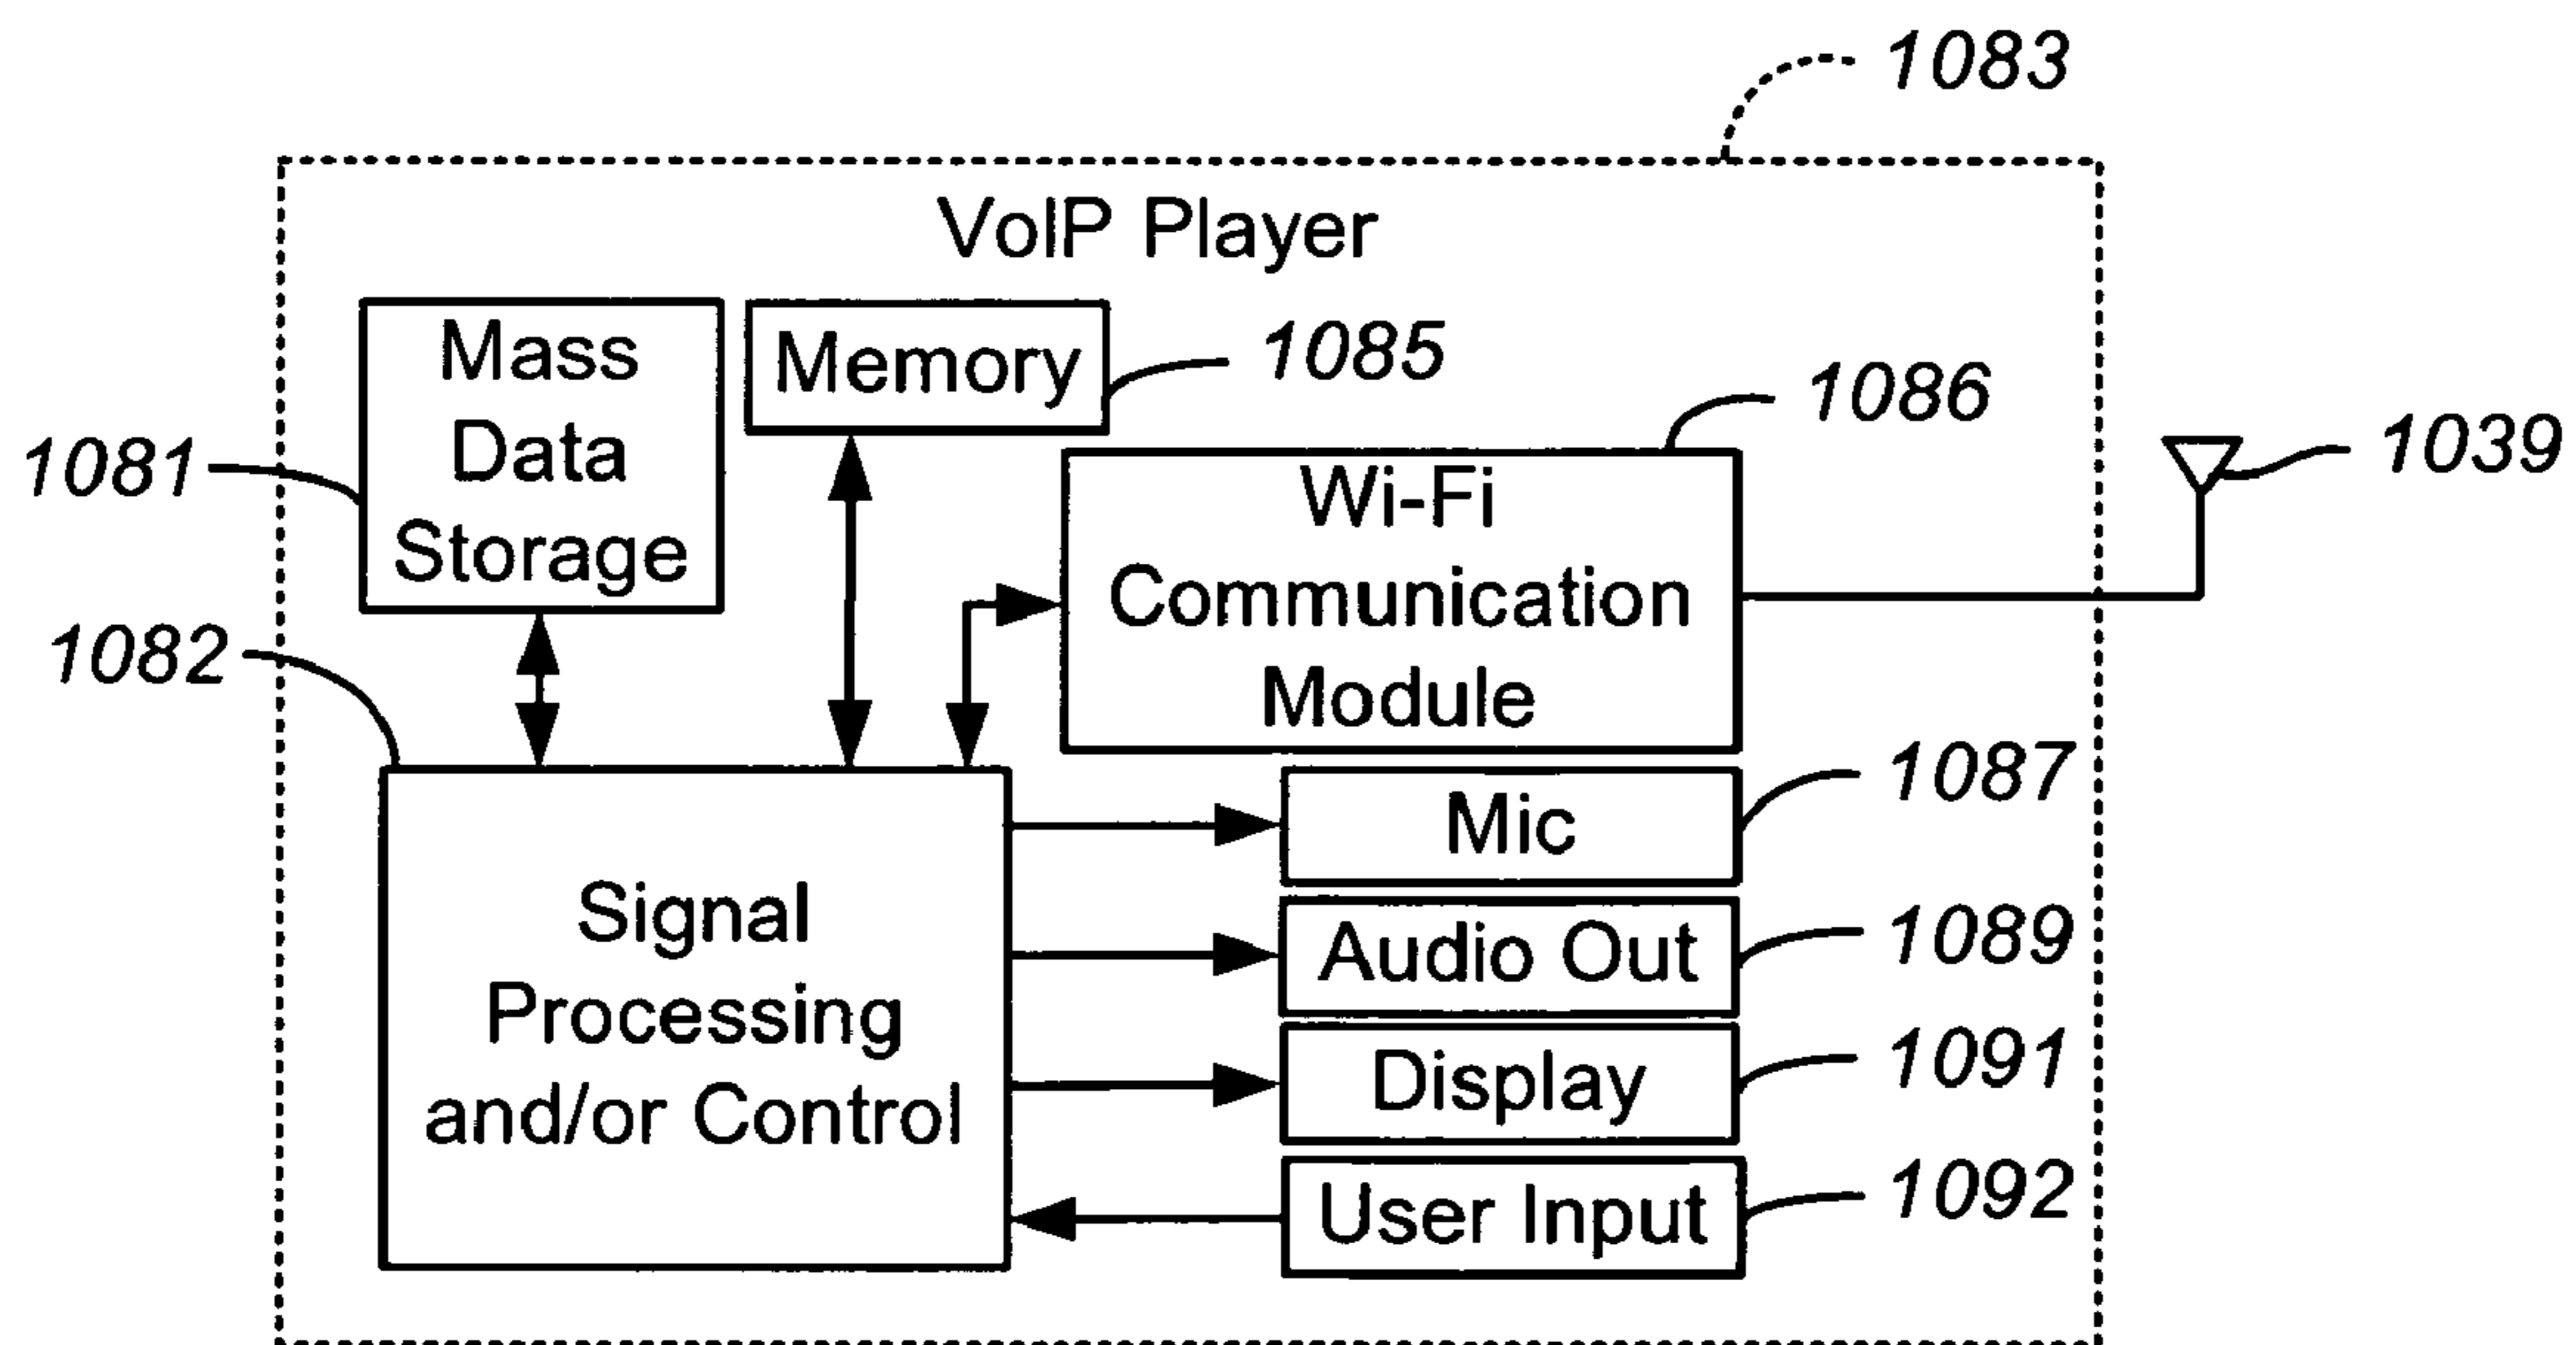 1083
VoIP Player
Mass
Data
Storage
1081
Memory
1085
1086
Wi-Fi
Communication
Module
1039
1082
Signal
Processing
and/or Control
Mic
1087
Audio Out
1089
Display
1091
User Input
1092